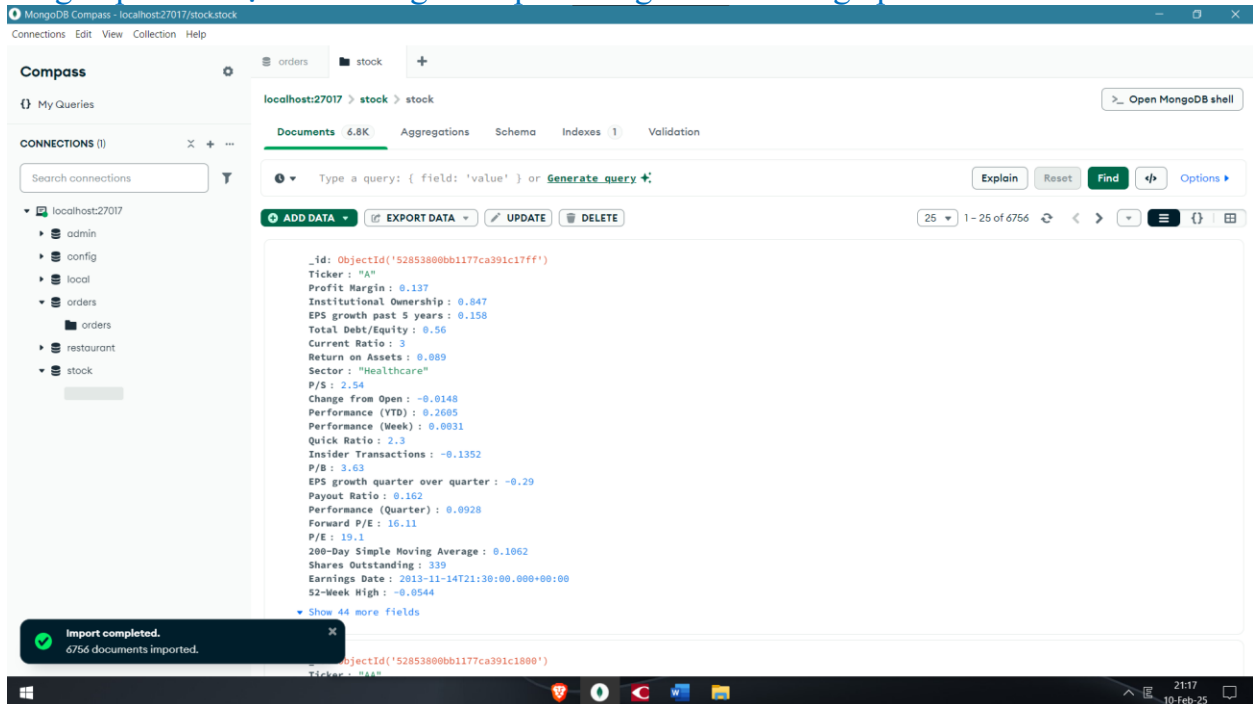 MongoDB Compass - localhost:27017/stock.stock
Connections Edit View Collection Help
Compass
{} My Queries
CONNECTIONS (1)
Search connections
localhost:27017
admin
config
local
orders
orders
restaurant
stock
orders stock +
localhost:27017 > stock > stock
>_ Open MongoDB shell
Documents 6.8K Aggregations Schema Indexes 1 Validation
Type a query: { field: 'value' } or Generate query
Explain Reset Find </> Options
ADD DATA EXPORT DATA UPDATE DELETE
25 1 – 25 of 6756 {}
_id: ObjectId('52853800bb1177ca391c17ff')
Ticker : "A"
Profit Margin : 0.137
Institutional Ownership : 0.847
EPS growth past 5 years : 0.158
Total Debt/Equity : 0.56
Current Ratio : 3
Return on Assets : 0.089
Sector : "Healthcare"
P/S : 2.54
Change from Open : -0.0148
Performance (YTD) : 0.2605
Performance (Week) : 0.0031
Quick Ratio : 2.3
Insider Transactions : -0.1352
P/B : 3.63
EPS growth quarter over quarter : -0.29
Payout Ratio : 0.162
Performance (Quarter) : 0.0928
Forward P/E : 16.11
P/E : 19.1
200-Day Simple Moving Average : 0.1062
Shares Outstanding : 339
Earnings Date : 2013-11-14T21:30:00.000+00:00
52-Week High : -0.0544
Show 44 more fields
Import completed.
6756 documents imported.
ObjectId('52853800bb1177ca391c1800')
Ticker : "AA"
21:17
10-Feb-25